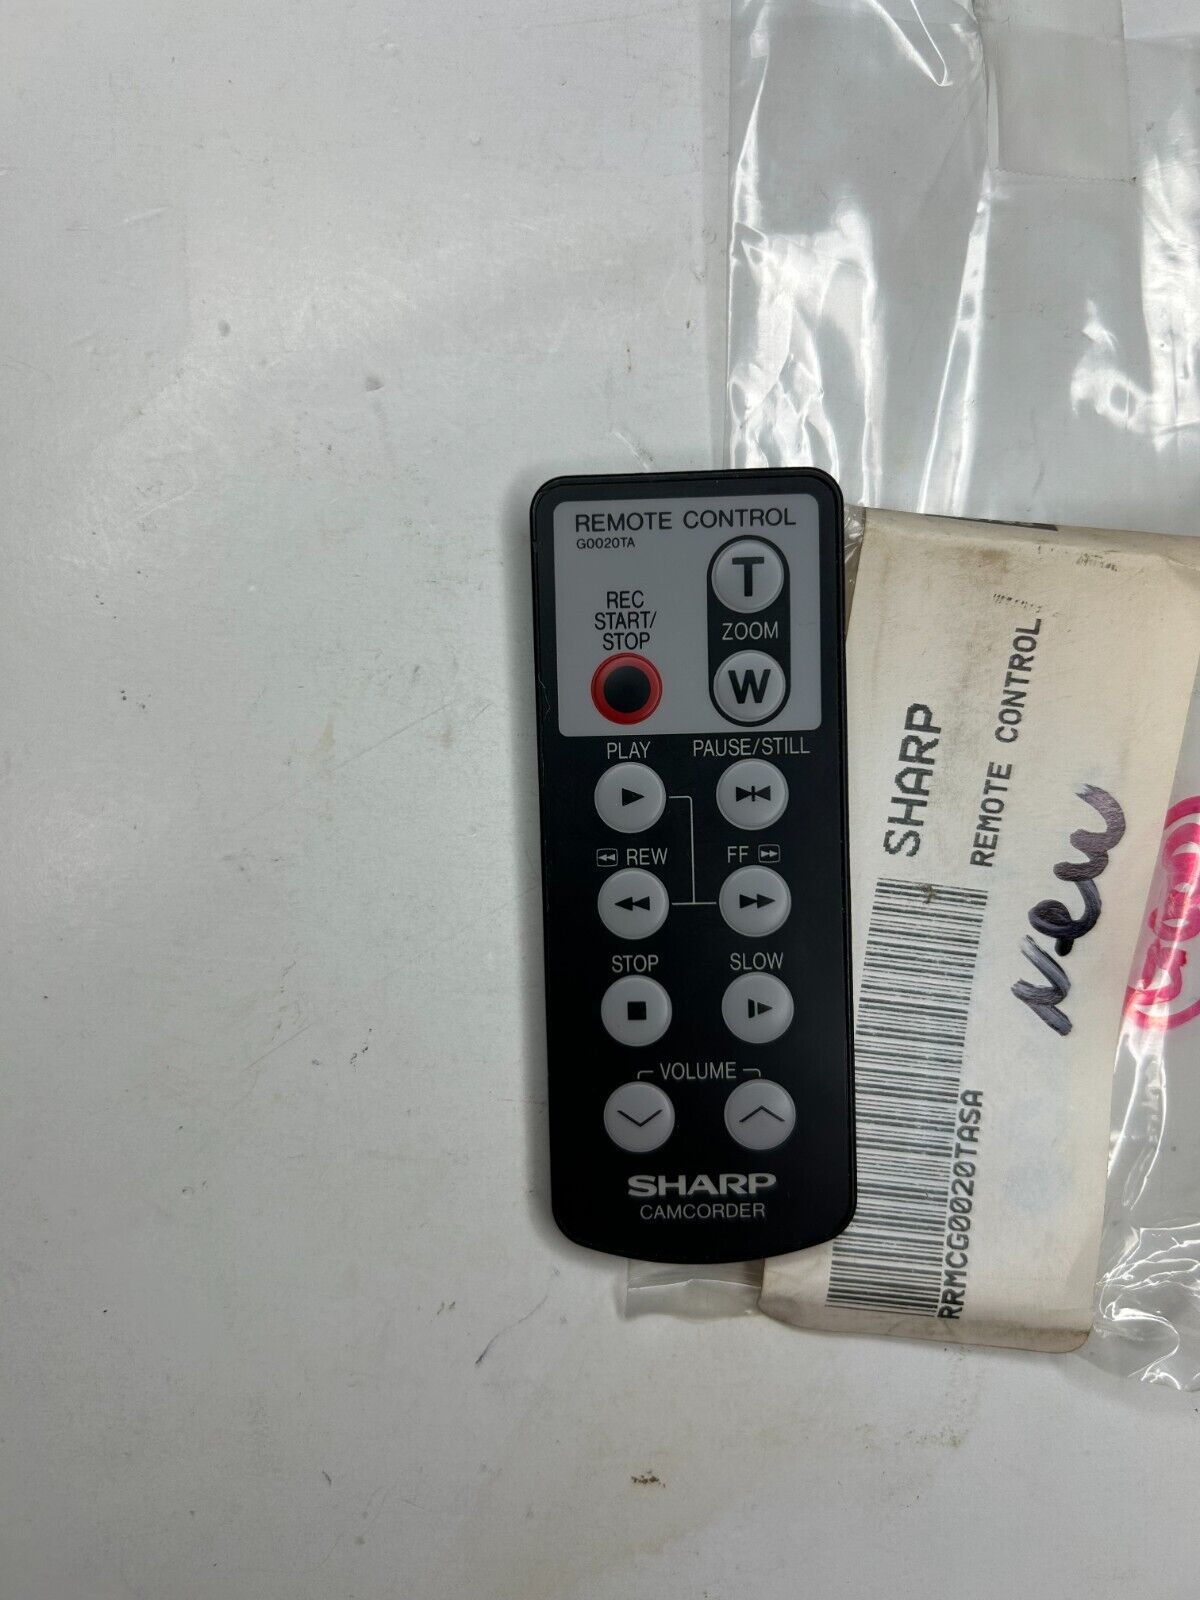 REMOTE CONTROL
G0020TA
T
REC
START/
STOP
ZOOM
W
PLAY PAUSE/STILL
REW FF
STOP SLOW
VOLUME
SHARP
CAMCORDER
SHARP
REMOTE CONTROL
New
RRMCG0020TASA